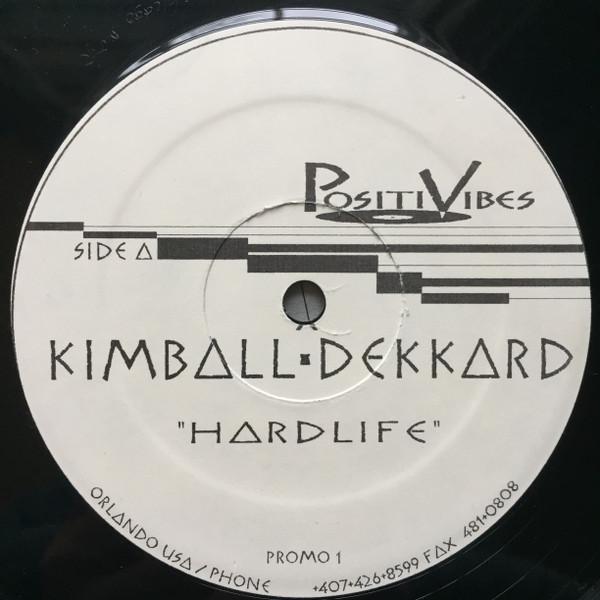 PositiVibes
SIDE A
KIMBALL·DEKKARD
"HARDLIFE"
PROMO 1
ORLANDO USA / PHONE +407+426+8599 FAX 481+0808